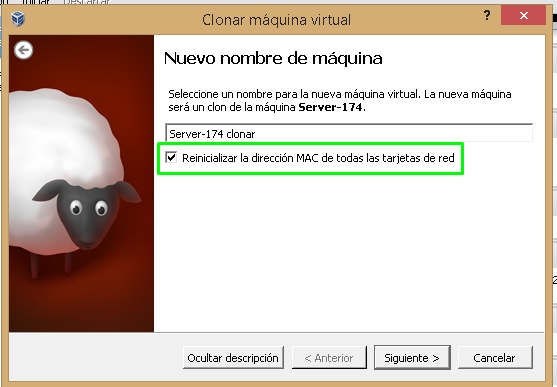 Iniciar Descartar
Clonar máquina virtual
?
Nuevo nombre de máquina
Seleccione un nombre para la nueva máquina virtual. La nueva máquina
será un clon de la máquina Server-174.
Server-174 clonar
Reinicializar la dirección MAC de todas las tarjetas de red
Ocultar descripción
< Anterior
Siguiente >
Cancelar